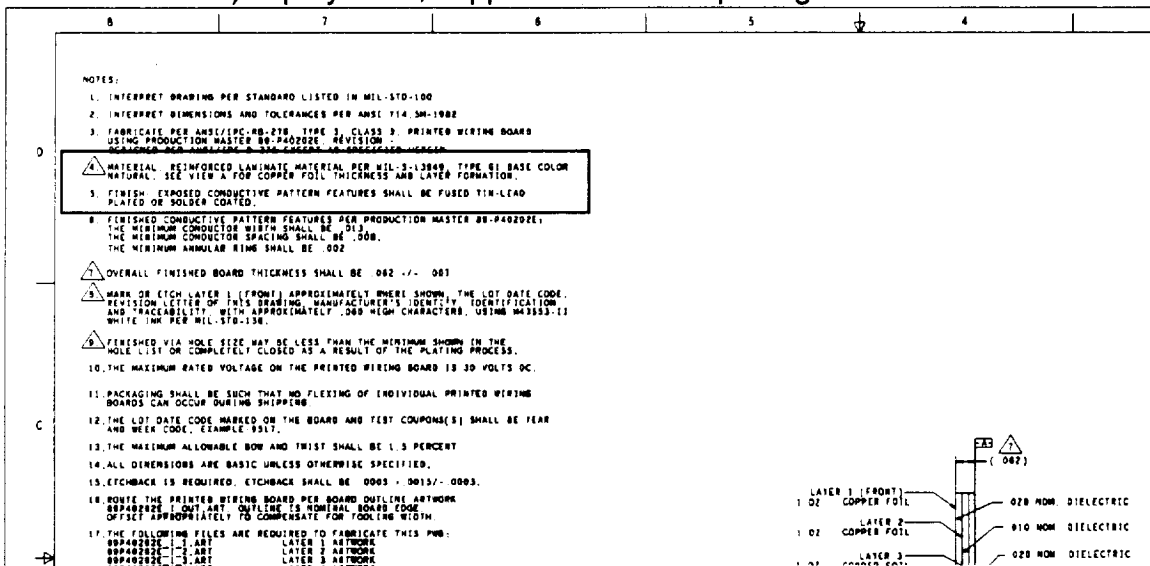 8 7 6 5 4
NOTES:
1. INTERPRET DRAWING PER STANDARD LISTED IN MIL-STD-100
2. INTERPRET DIMENSIONS AND TOLERANCES PER ANSI Y14.5M-1982
3. FABRICATE PER ANSI/IPC-RB-276, TYPE 3, CLASS 3, PRINTED WIRING BOARD
USING PRODUCTION MASTER 89-P40202E, REVISION -
D
4 MATERIAL: REINFORCED LAMINATE MATERIAL PER MIL-S-13949, TYPE GI BASE COLOR
NATURAL. SEE VIEW A FOR COPPER FOIL THICKNESS AND LAYER FORMATION.
5. FINISH: EXPOSED CONDUCTIVE PATTERN FEATURES SHALL BE FUSED TIN-LEAD
PLATED OR SOLDER COATED.
6. FINISHED CONDUCTIVE PATTERN FEATURES PER PRODUCTION MASTER 89-P40202E;
THE MINIMUM CONDUCTOR WIDTH SHALL BE .013.
THE MINIMUM CONDUCTOR SPACING SHALL BE .008.
THE MINIMUM ANNULAR RING SHALL BE .002
7 OVERALL FINISHED BOARD THICKNESS SHALL BE .062 +/- .007
MARK OR ETCH LAYER 1 (FRONT) APPROXIMATELY WHERE SHOWN, THE LOT DATE CODE,
REVISION LETTER OF THIS DRAWING, MANUFACTURER'S IDENTITY, IDENTIFICATION
AND TRACEABILITY, WITH APPROXIMATELY .060 HIGH CHARACTERS, USING
WHITE INK PER MIL-STD-130.
9 FINISHED VIA HOLE SIZE MAY BE LESS THAN THE MINIMUM SHOWN IN THE
HOLE LIST OR COMPLETELY CLOSED AS A RESULT OF THE PLATING PROCESS.
10. THE MAXIMUM RATED VOLTAGE ON THE PRINTED WIRING BOARD IS 30 VOLTS DC.
11. PACKAGING SHALL BE SUCH THAT NO FLEXING OF INDIVIDUAL PRINTED WIRING
BOARDS CAN OCCUR DURING SHIPPING.
C
12. THE LOT DATE CODE MARKED ON THE BOARD AND TEST COUPONS(S) SHALL BE YEAR
AND WEEK CODE, EXAMPLE 9517.
13. THE MAXIMUM ALLOWABLE BOW AND TWIST SHALL BE 1.5 PERCENT
14. ALL DIMENSIONS ARE BASIC UNLESS OTHERWISE SPECIFIED.
15. ETCHBACK IS REQUIRED. ETCHBACK SHALL BE .0005 +.0015/-.0003.
16. ROUTE THE PRINTED WIRING BOARD PER BOARD OUTLINE ARTWORK
OUTLINE IS NOMINAL BOARD EDGE
OFFSET APPROPRIATELY TO COMPENSATE FOR TOOLING WIDTH.
17. THE FOLLOWING FILES ARE REQUIRED TO FABRICATE THIS PWB:
89P40202E_1_1.ART LAYER 1 ARTWORK
89P40202E_1_2.ART LAYER 2 ARTWORK
89P40202E_1_3.ART LAYER 3 ARTWORK
-A- 7
(.062)
LAYER 1 (FRONT)
1 OZ COPPER FOIL
.020 NOM. DIELECTRIC
LAYER 2
1 OZ COPPER FOIL
.010 NOM DIELECTRIC
LAYER 3
.020 NOM DIELECTRIC
1 OZ COPPER FOIL